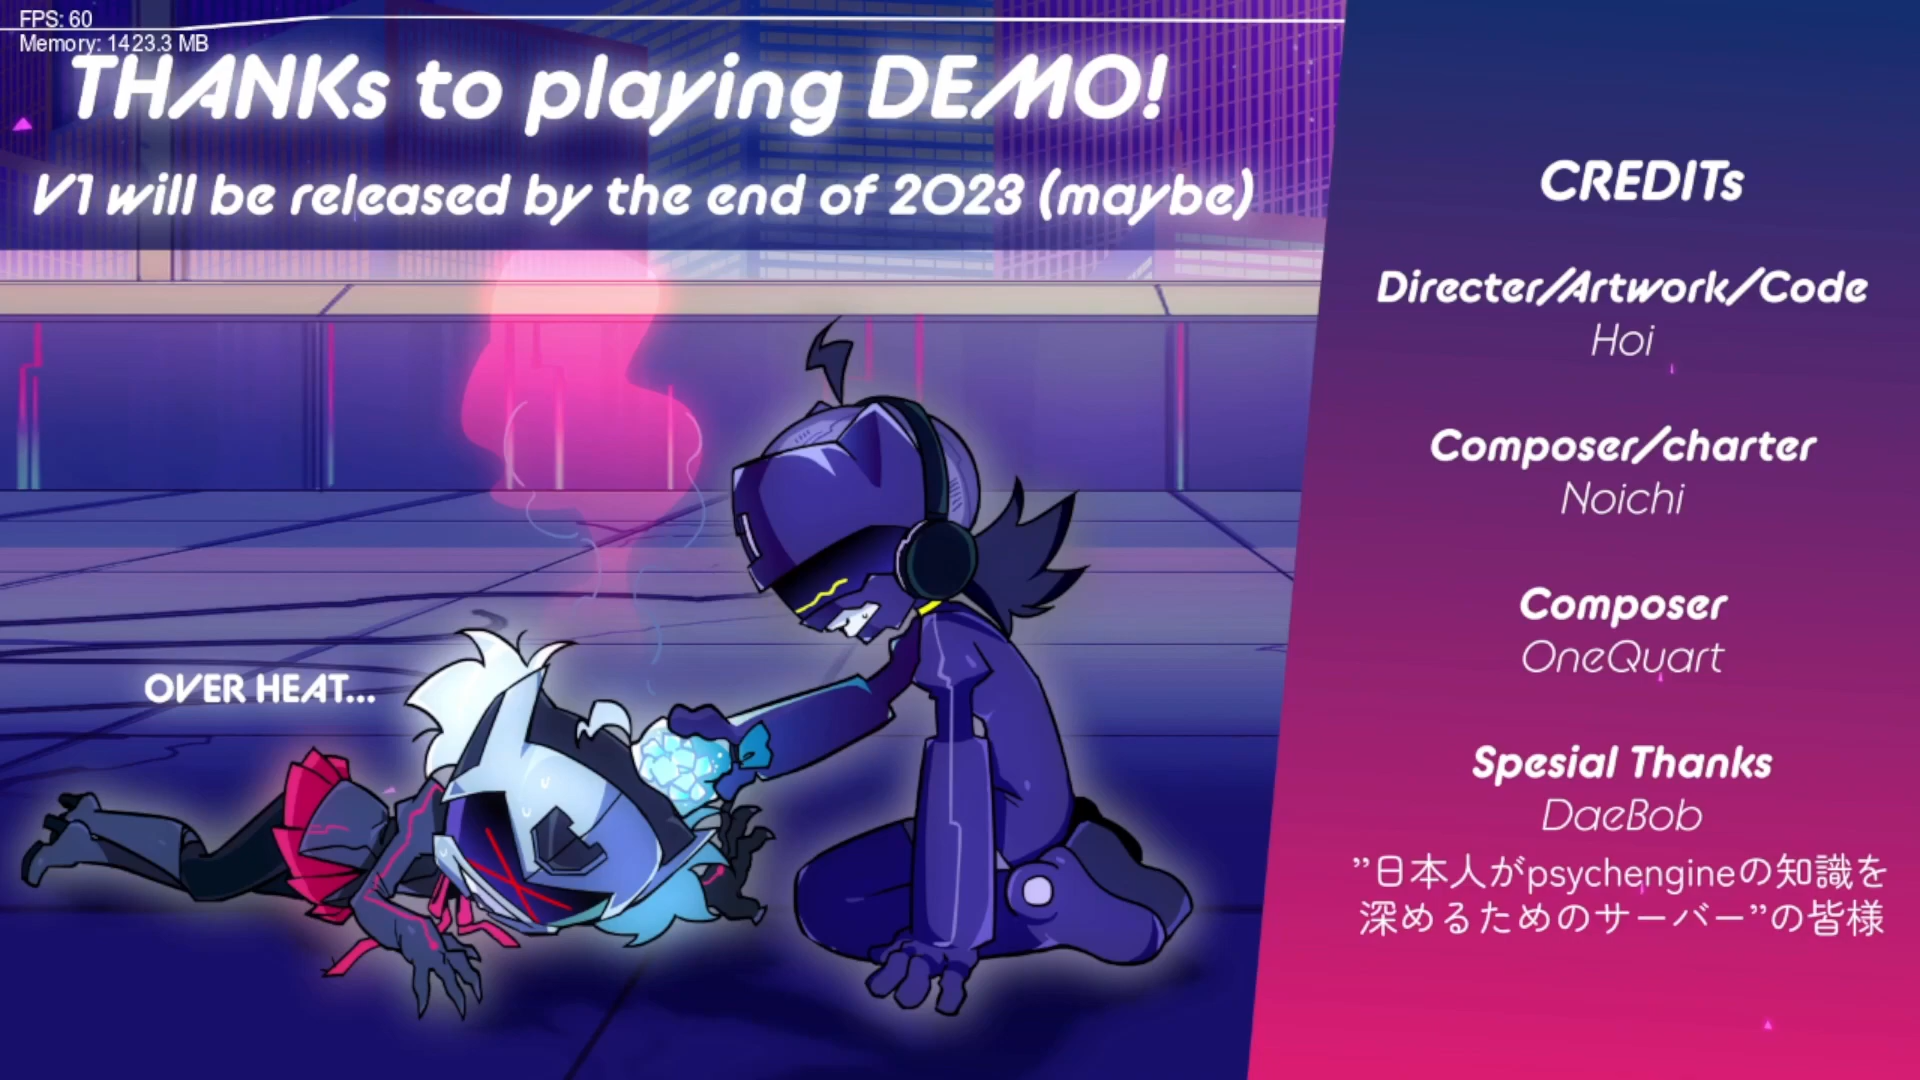 FPS: 60
Memory: 1423.3 MB
THANKs to playing DEMO!
V1 will be released by the end of 2023 (maybe)
OVER HEAT...
CREDITs
Directer/Artwork/Code
Hoi
Composer/charter
Noichi
Composer
OneQuart
Spesial Thanks
DaeBob
”日本人がpsychengineの知識を
深めるためのサーバー”の皆様